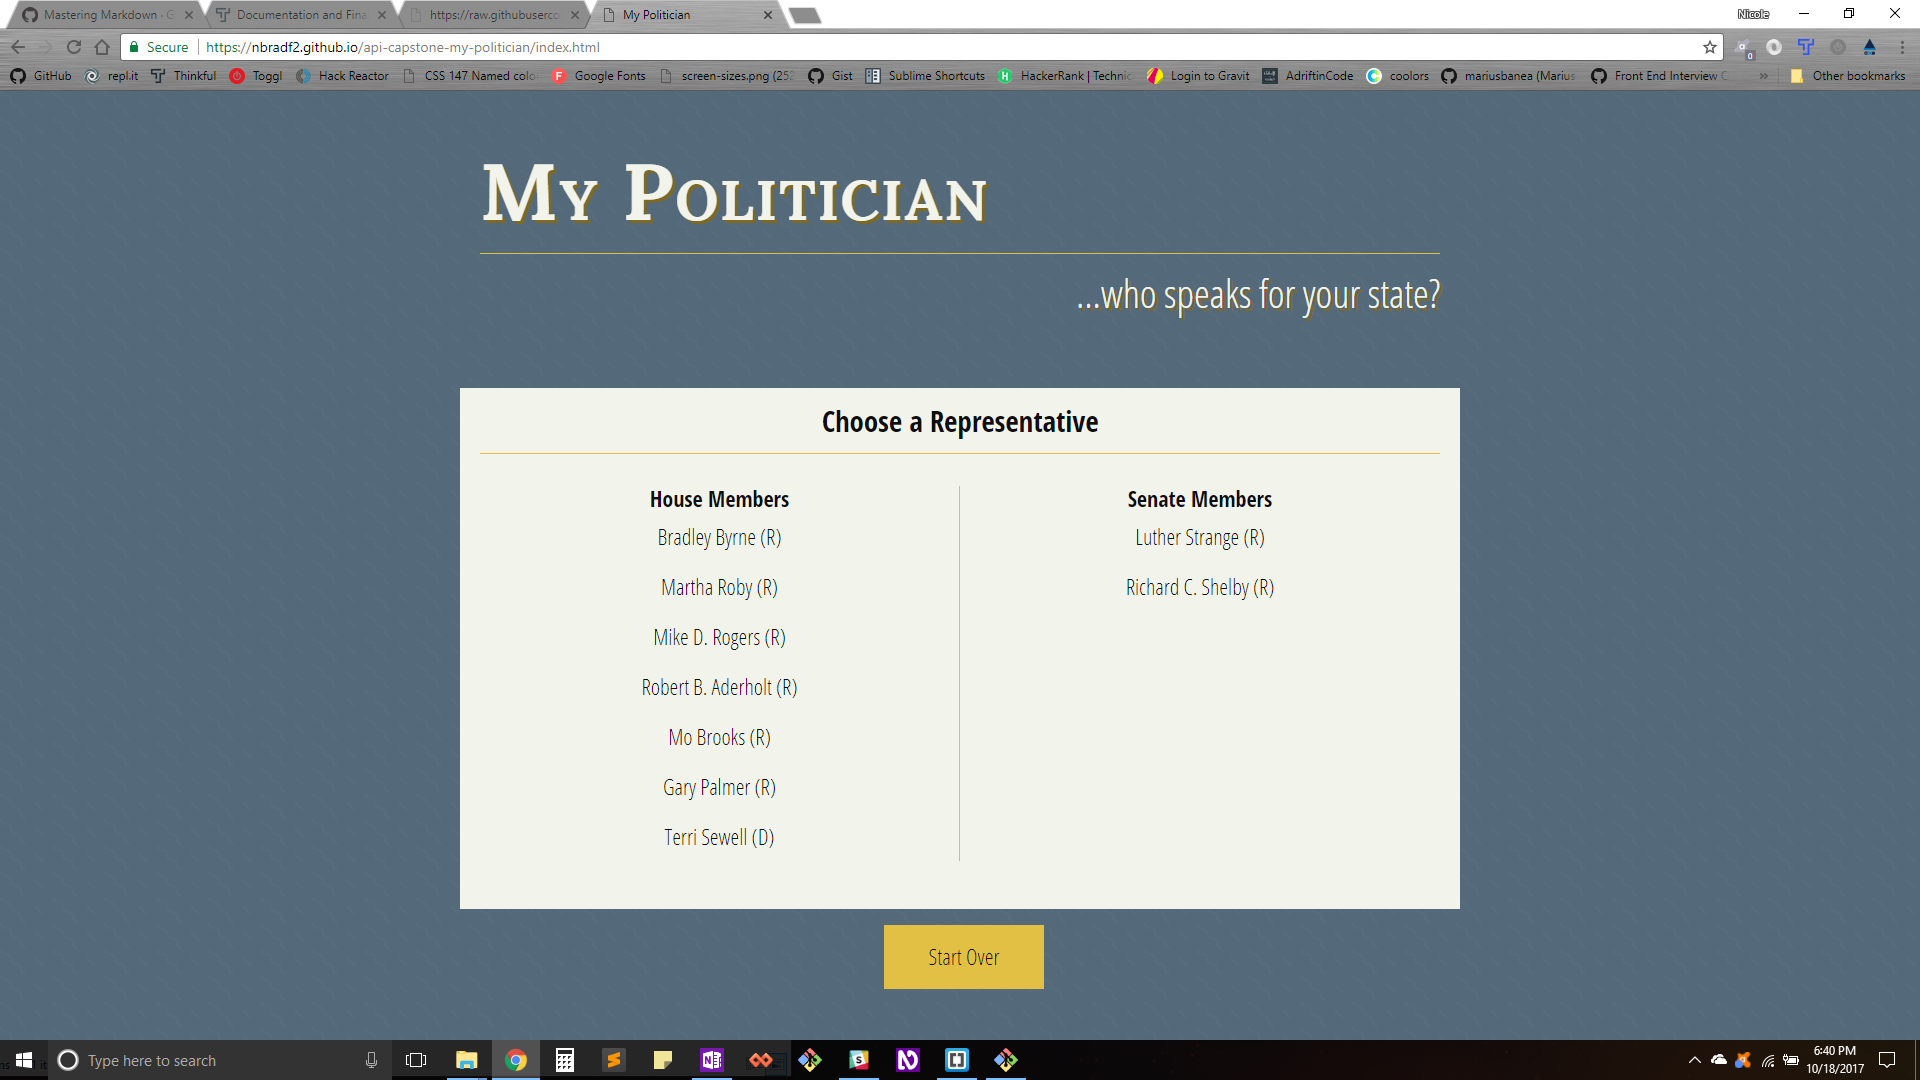 Mastering Markdown - G
Documentation and Fina
https://raw.githubuserco
My Politician
Nicole
Secure
https://nbradf2.github.io/api-capstone-my-politician/index.html
0
GitHub
repl.it
Thinkful
Toggl
Hack Reactor
CSS 147 Named colo
Google Fonts
screen-sizes.png (252
Gist
Sublime Shortcuts
HackerRank | Technic
Login to Gravit
AdriftinCode
coolors
mariusbanea (Marius
Front End Interview C
Other bookmarks
My Politician
...who speaks for your state?
Choose a Representative
House Members
Bradley Byrne (R)
Martha Roby (R)
Mike D. Rogers (R)
Robert B. Aderholt (R)
Mo Brooks (R)
Gary Palmer (R)
Terri Sewell (D)
Senate Members
Luther Strange (R)
Richard C. Shelby (R)
Start Over
Type here to search
6:40 PM
10/18/2017